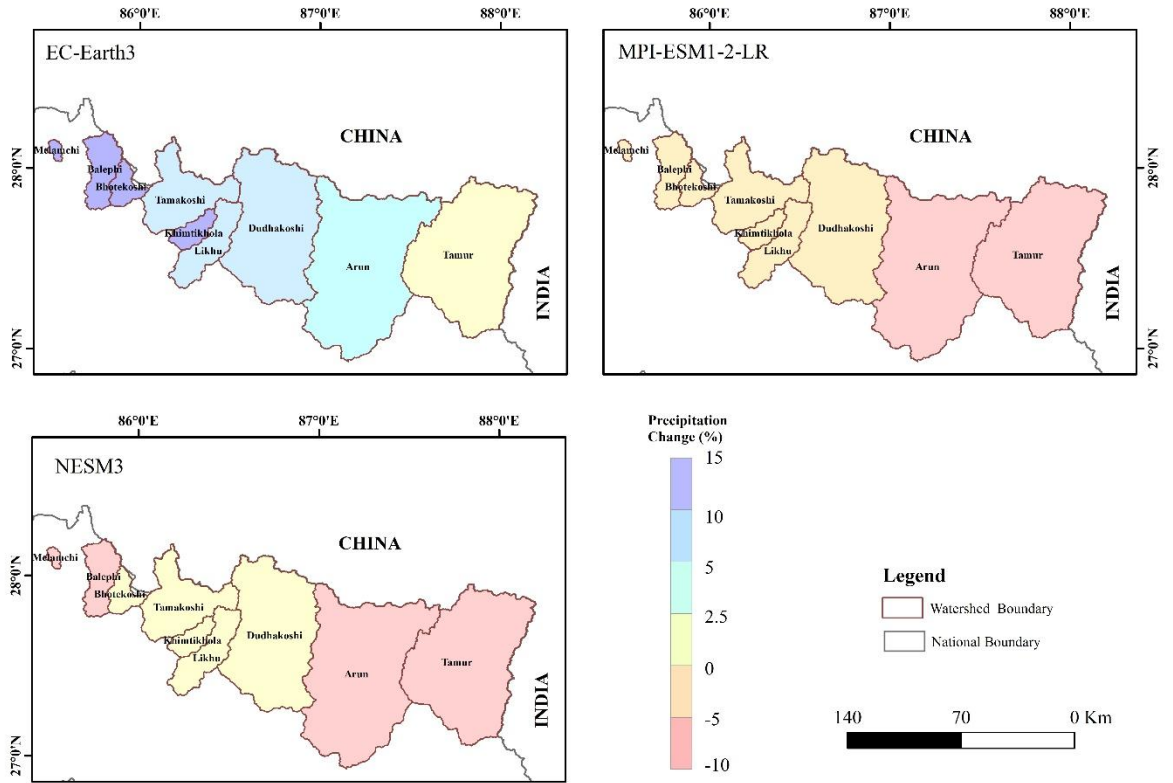 86°0'E 87°0'E 88°0'E
EC-Earth3
CHINA
Melamchi
Balephi
Bhotekoshi
Tamakoshi
Khimtikhola
Likhu
Dudhakoshi
Arun
Tamur
INDIA
28°0'N
27°0'N
86°0'E 87°0'E 88°0'E
MPI-ESM1-2-LR
CHINA
Melamchi
Balephi
Bhotekoshi
Tamakoshi
Khimtikhola
Likhu
Dudhakoshi
Arun
Tamur
INDIA
28°0'N
27°0'N
86°0'E 87°0'E 88°0'E
NESM3
CHINA
Melamchi
Balephi
Bhotekoshi
Tamakoshi
Khimtikhola
Likhu
Dudhakoshi
Arun
Tamur
INDIA
28°0'N
27°0'N
Precipitation
Change (%)
15
10
5
2.5
0
-5
-10
Legend
Watershed Boundary
National Boundary
140 70 0 Km